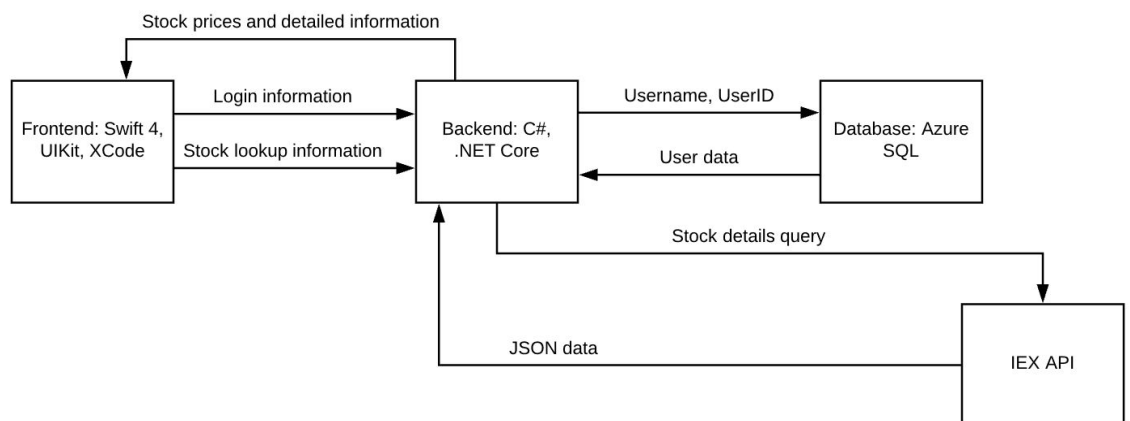 Stock prices and detailed information
Login information
Username, UserID
Frontend: Swift 4,
UIKit, XCode
Backend: C#,
.NET Core
Database: Azure
SQL
Stock lookup information
User data
Stock details query
JSON data
IEX API